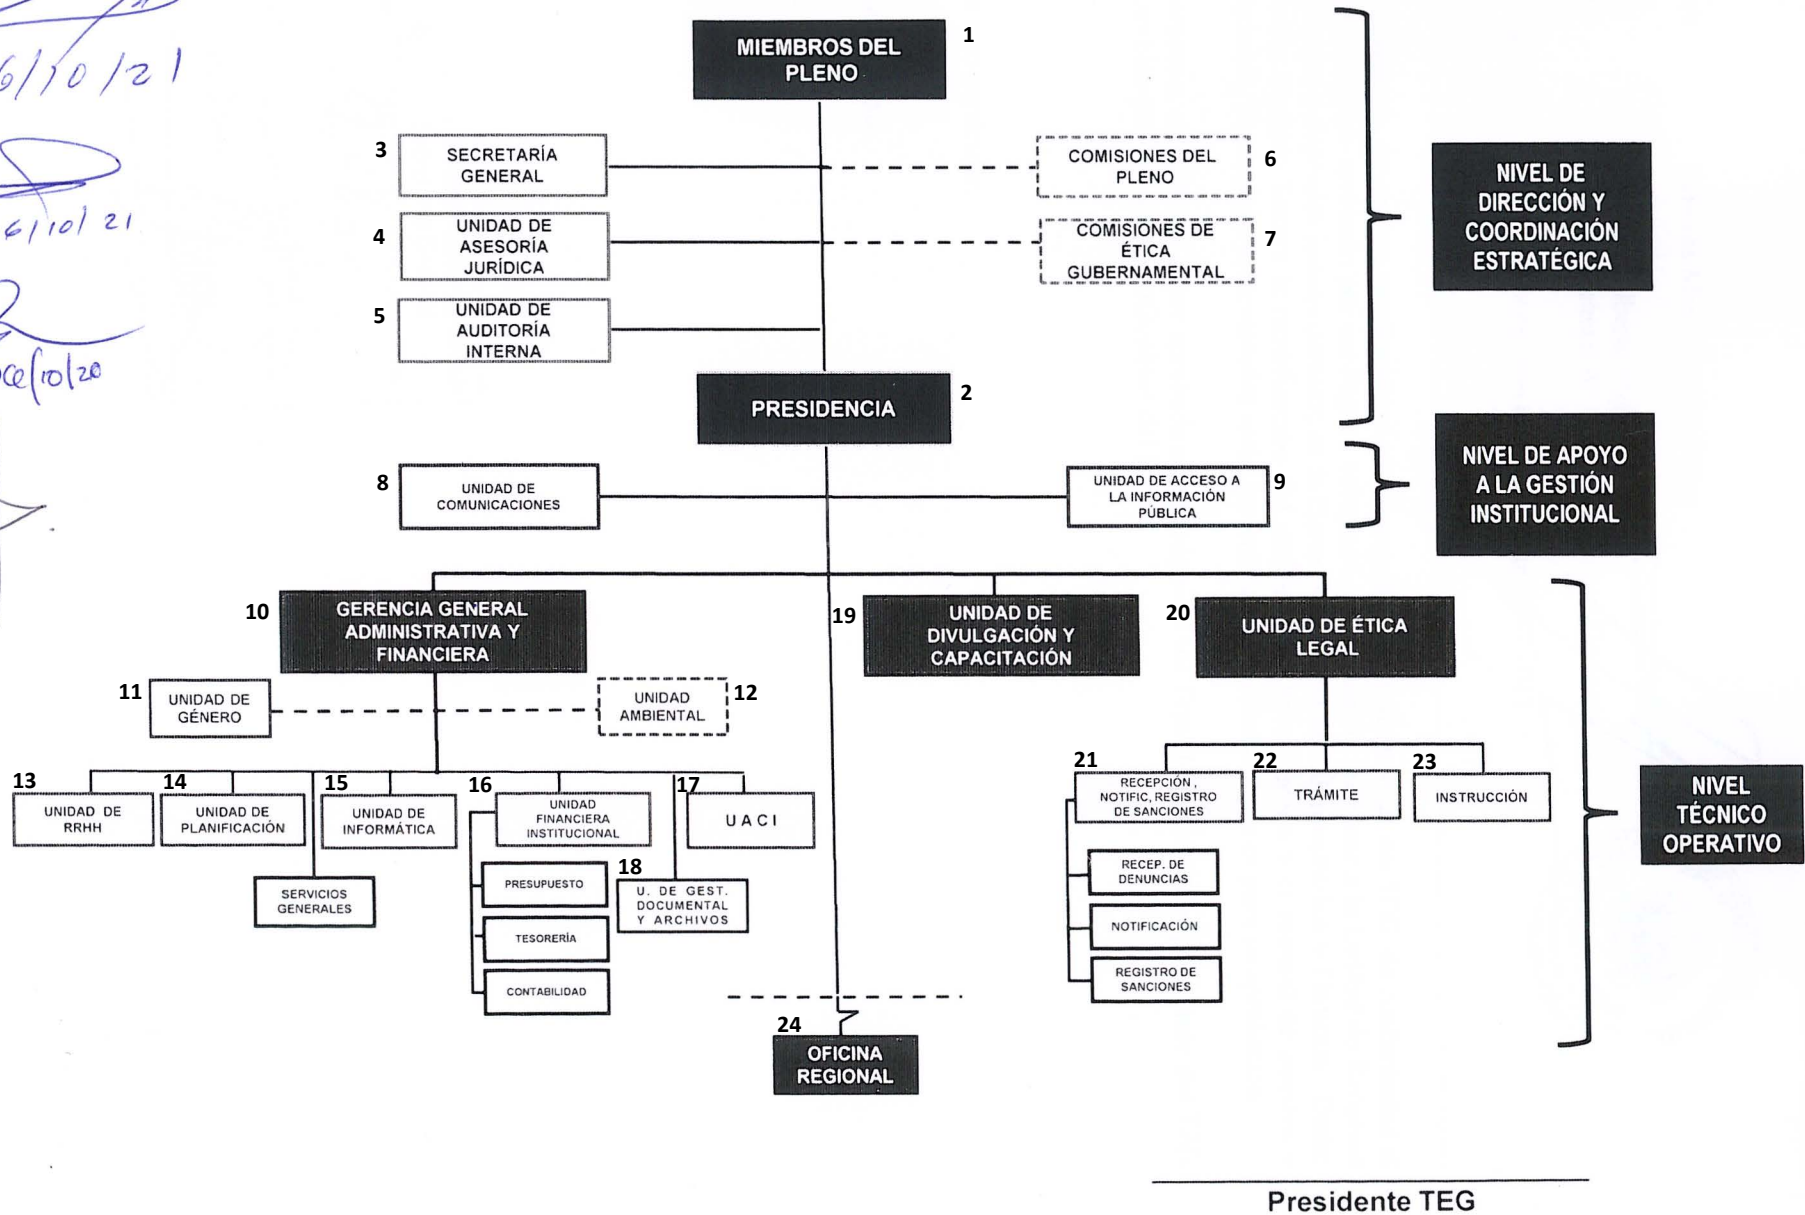 6/10/21
6/10/21
/10/20
1
MIEMBROS DEL
PLENO
3
SECRETARÍA
GENERAL
COMISIONES DEL
PLENO
6
4
UNIDAD DE
ASESORÍA
JURÍDICA
COMISIONES DE
ÉTICA
GUBERNAMENTAL
7
5
UNIDAD DE
AUDITORÍA
INTERNA
NIVEL DE
DIRECCIÓN Y
COORDINACIÓN
ESTRATÉGICA
PRESIDENCIA
2
8
UNIDAD DE
COMUNICACIONES
UNIDAD DE ACCESO A
LA INFORMACIÓN
PÚBLICA
9
NIVEL DE APOYO
A LA GESTIÓN
INSTITUCIONAL
10
GERENCIA GENERAL
ADMINISTRATIVA Y
FINANCIERA
19
UNIDAD DE
DIVULGACIÓN Y
CAPACITACIÓN
20
UNIDAD DE ÉTICA
LEGAL
11
UNIDAD DE
GÉNERO
UNIDAD
AMBIENTAL
12
13
UNIDAD DE
RRHH
14
UNIDAD DE
PLANIFICACIÓN
15
UNIDAD DE
INFORMÁTICA
16
UNIDAD
FINANCIERA
INSTITUCIONAL
17
U A C I
21
RECEPCIÓN ,
NOTIFIC, REGISTRO
DE SANCIONES
22
TRÁMITE
23
INSTRUCCIÓN
NIVEL
TÉCNICO
OPERATIVO
SERVICIOS
GENERALES
PRESUPUESTO
TESORERÍA
CONTABILIDAD
18
U. DE GEST.
DOCUMENTAL
Y ARCHIVOS
RECEP. DE
DENUNCIAS
NOTIFICACIÓN
REGISTRO DE
SANCIONES
24
OFICINA
REGIONAL
Presidente TEG